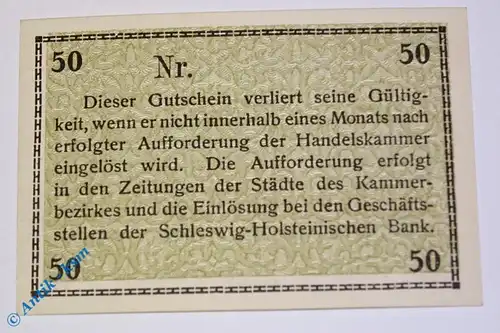 50 Nr. 50
Dieser Gutschein verliert seine Gültig-
keit, wenn er nicht innerhalb eines Monats nach
erfolgter Aufforderung der Handelskammer
eingelöst wird. Die Aufforderung erfolgt
in den Zeitungen der Städte des Kammer-
bezirkes und die Einlösung bei den Geschäfts-
stellen der Schleswig-Holsteinischen Bank.
50 50